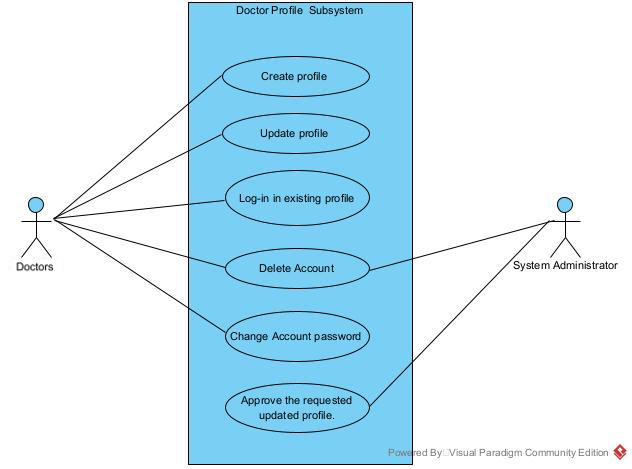 Doctor Profile Subsystem
Create profile
Update profile
Log-in in existing profile
Doctors
Delete Account
System Administrator
Change Account password
Approve the requested
updated profile.
Powered By Visual Paradigm Community Edition